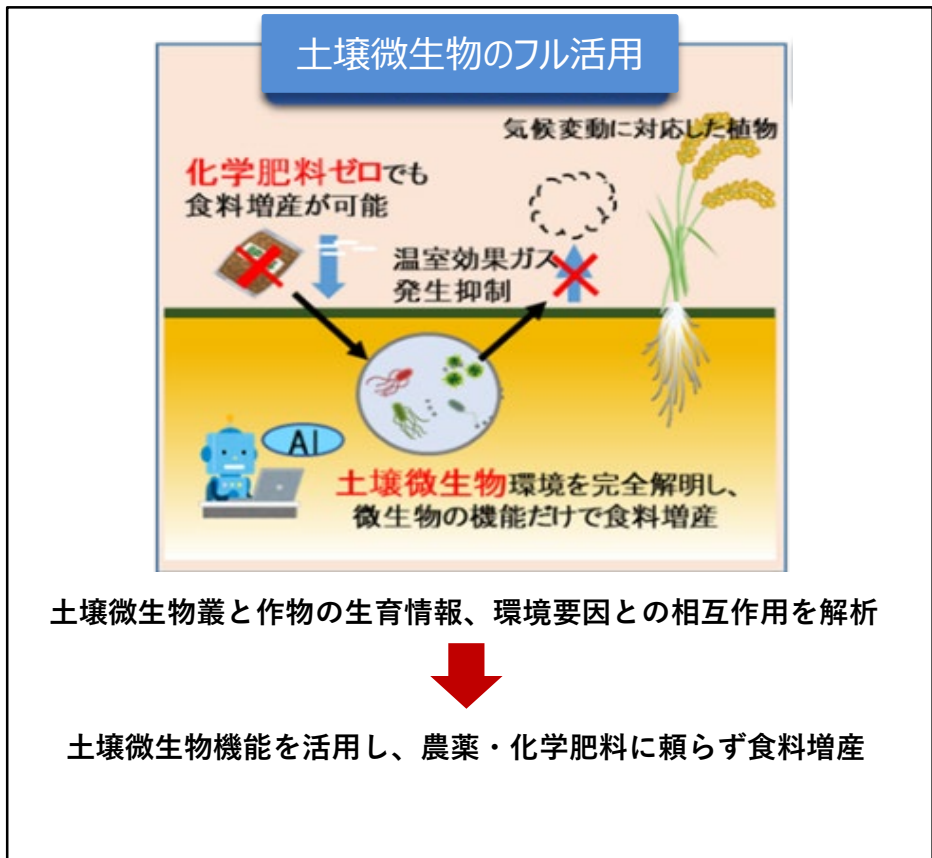 土壌微生物のフル活用
気候変動に対応した植物
化学肥料ゼロでも
食料増産が可能
温室効果ガス
発生抑制
AI
土壌微生物環境を完全解明し、
微生物の機能だけで食料増産
土壌微生物叢と作物の生育情報、環境要因との相互作用を解析
土壌微生物機能を活用し、農薬・化学肥料に頼らず食料増産